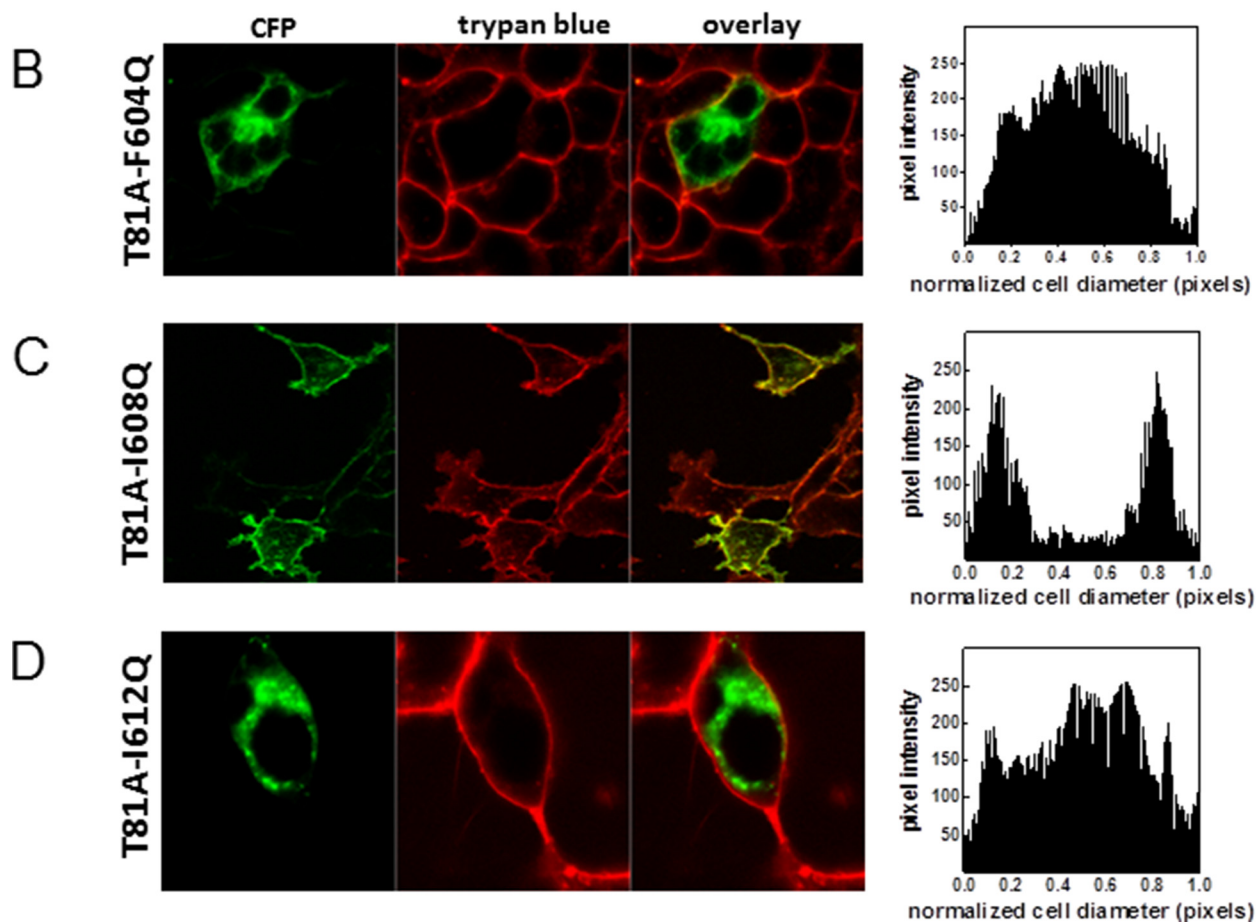 CFP trypan blue overlay
B
T81A-F604Q
pixel intensity
250
200
150
100
50
0.0 0.2 0.4 0.6 0.8 1.0
normalized cell diameter (pixels)
C
T81A-I608Q
pixel intensity
250
200
150
100
50
0.0 0.2 0.4 0.6 0.8 1.0
normalized cell diameter (pixels)
D
T81A-I612Q
pixel intensity
250
200
150
100
50
0.0 0.2 0.4 0.6 0.8 1.0
normalized cell diameter (pixels)